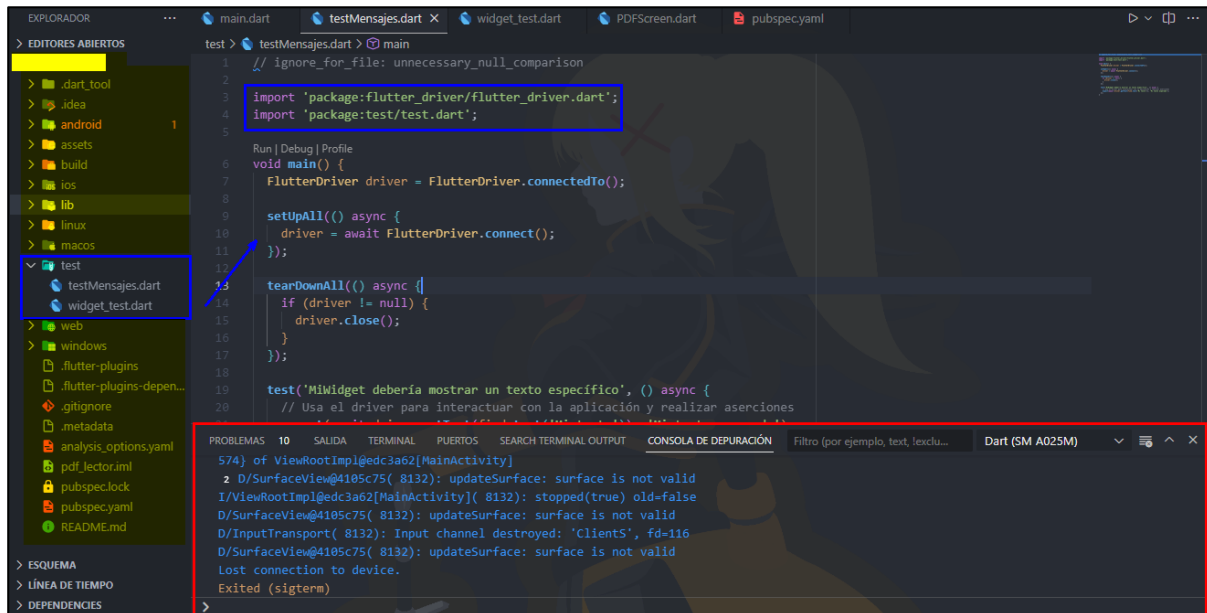 EXPLORADOR ···
main.dart
testMensajes.dart ×
widget_test.dart
PDFScreen.dart
pubspec.yaml
EDITORES ABIERTOS
.dart_tool
.idea
android 1
assets
build
ios
lib
linux
macos
test
testMensajes.dart
widget_test.dart
web
windows
.flutter-plugins
.flutter-plugins-depen...
.gitignore
.metadata
analysis_options.yaml
pdf_lector.iml
pubspec.lock
pubspec.yaml
README.md
ESQUEMA
LÍNEA DE TIEMPO
DEPENDENCIES
test > testMensajes.dart > main
1 // ignore_for_file: unnecessary_null_comparison
2
3 import 'package:flutter_driver/flutter_driver.dart';
4 import 'package:test/test.dart';
5
Run | Debug | Profile
6 void main() {
7 FlutterDriver driver = FlutterDriver.connectedTo();
8
9 setUpAll(() async {
10 driver = await FlutterDriver.connect();
11 });
12
13 tearDownAll(() async {
14 if (driver != null) {
15 driver.close();
16 }
17 });
18
19 test('MiWidget debería mostrar un texto específico', () async {
20 // Usa el driver para interactuar con la aplicación y realizar aserciones
PROBLEMAS 10 SALIDA TERMINAL PUERTOS SEARCH TERMINAL OUTPUT CONSOLA DE DEPURACIÓN Filtro (por ejemplo, text, !exclu... Dart (SM A025M)
574} of ViewRootImpl@edc3a62[MainActivity]
2 D/SurfaceView@4105c75( 8132): updateSurface: surface is not valid
I/ViewRootImpl@edc3a62[MainActivity]( 8132): stopped(true) old=false
D/SurfaceView@4105c75( 8132): updateSurface: surface is not valid
D/InputTransport( 8132): Input channel destroyed: 'ClientS', fd=116
D/SurfaceView@4105c75( 8132): updateSurface: surface is not valid
Lost connection to device.
Exited (sigterm)